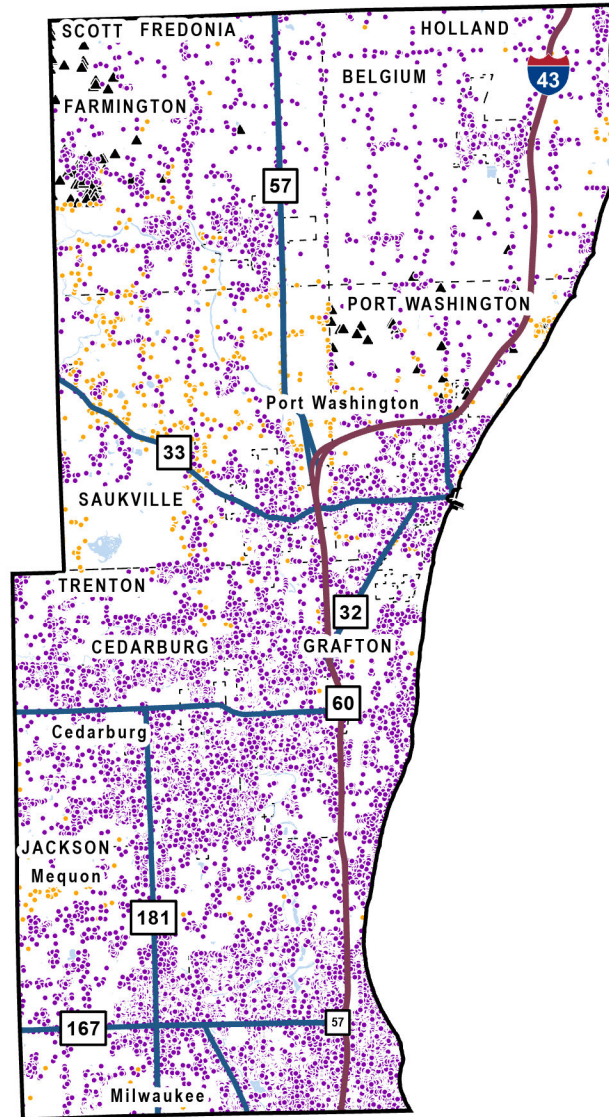 SCOTT FREDONIA HOLLAND
BELGIUM
43
FARMINGTON
57
PORT WASHINGTON
Port Washington
33
SAUKVILLE
TRENTON
32
CEDARBURG GRAFTON
60
Cedarburg
JACKSON
Mequon
181
167
57
Milwaukee